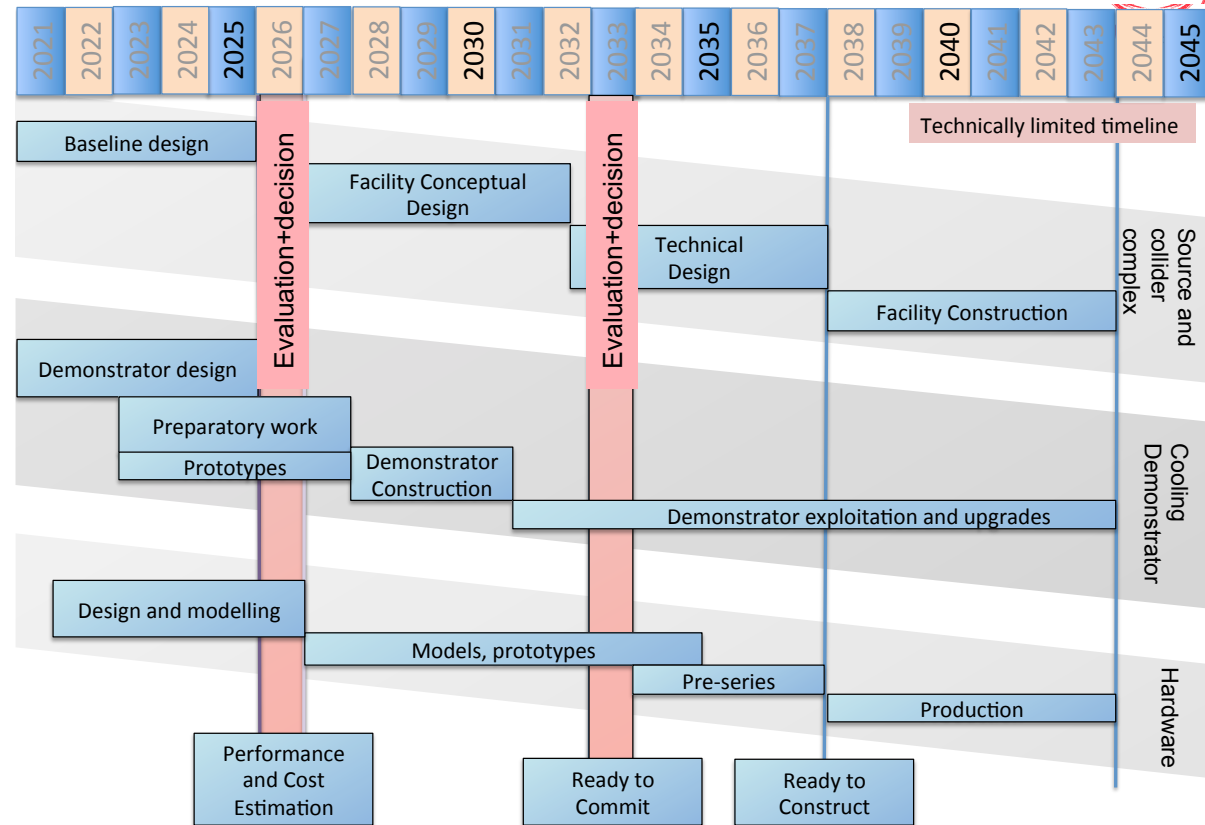 2021 2022 2023 2024 2025 2026 2027 2028 2029 2030 2031 2032 2033 2034 2035 2036 2037 2038 2039 2040 2041 2042 2043 2044 2045
Technically limited timeline
Baseline design
Evaluation+decision
Facility Conceptual
Design
Evaluation+decision
Technical
Design
Facility Construction
Source and
collider
complex
Demonstrator design
Preparatory work
Prototypes
Demonstrator
Construction
Demonstrator exploitation and upgrades
Cooling
Demonstrator
Design and modelling
Models, prototypes
Pre-series
Production
Hardware
Performance
and Cost
Estimation
Ready to
Commit
Ready to
Construct